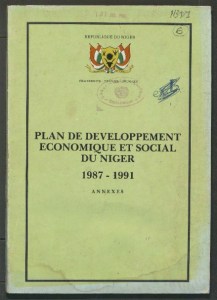 REPUBLIQUE DU NIGER
PLAN DE DEVELOPPEMENT
ECONOMIQUE ET SOCIAL
DU NIGER
1987 - 1991
ANNEXES